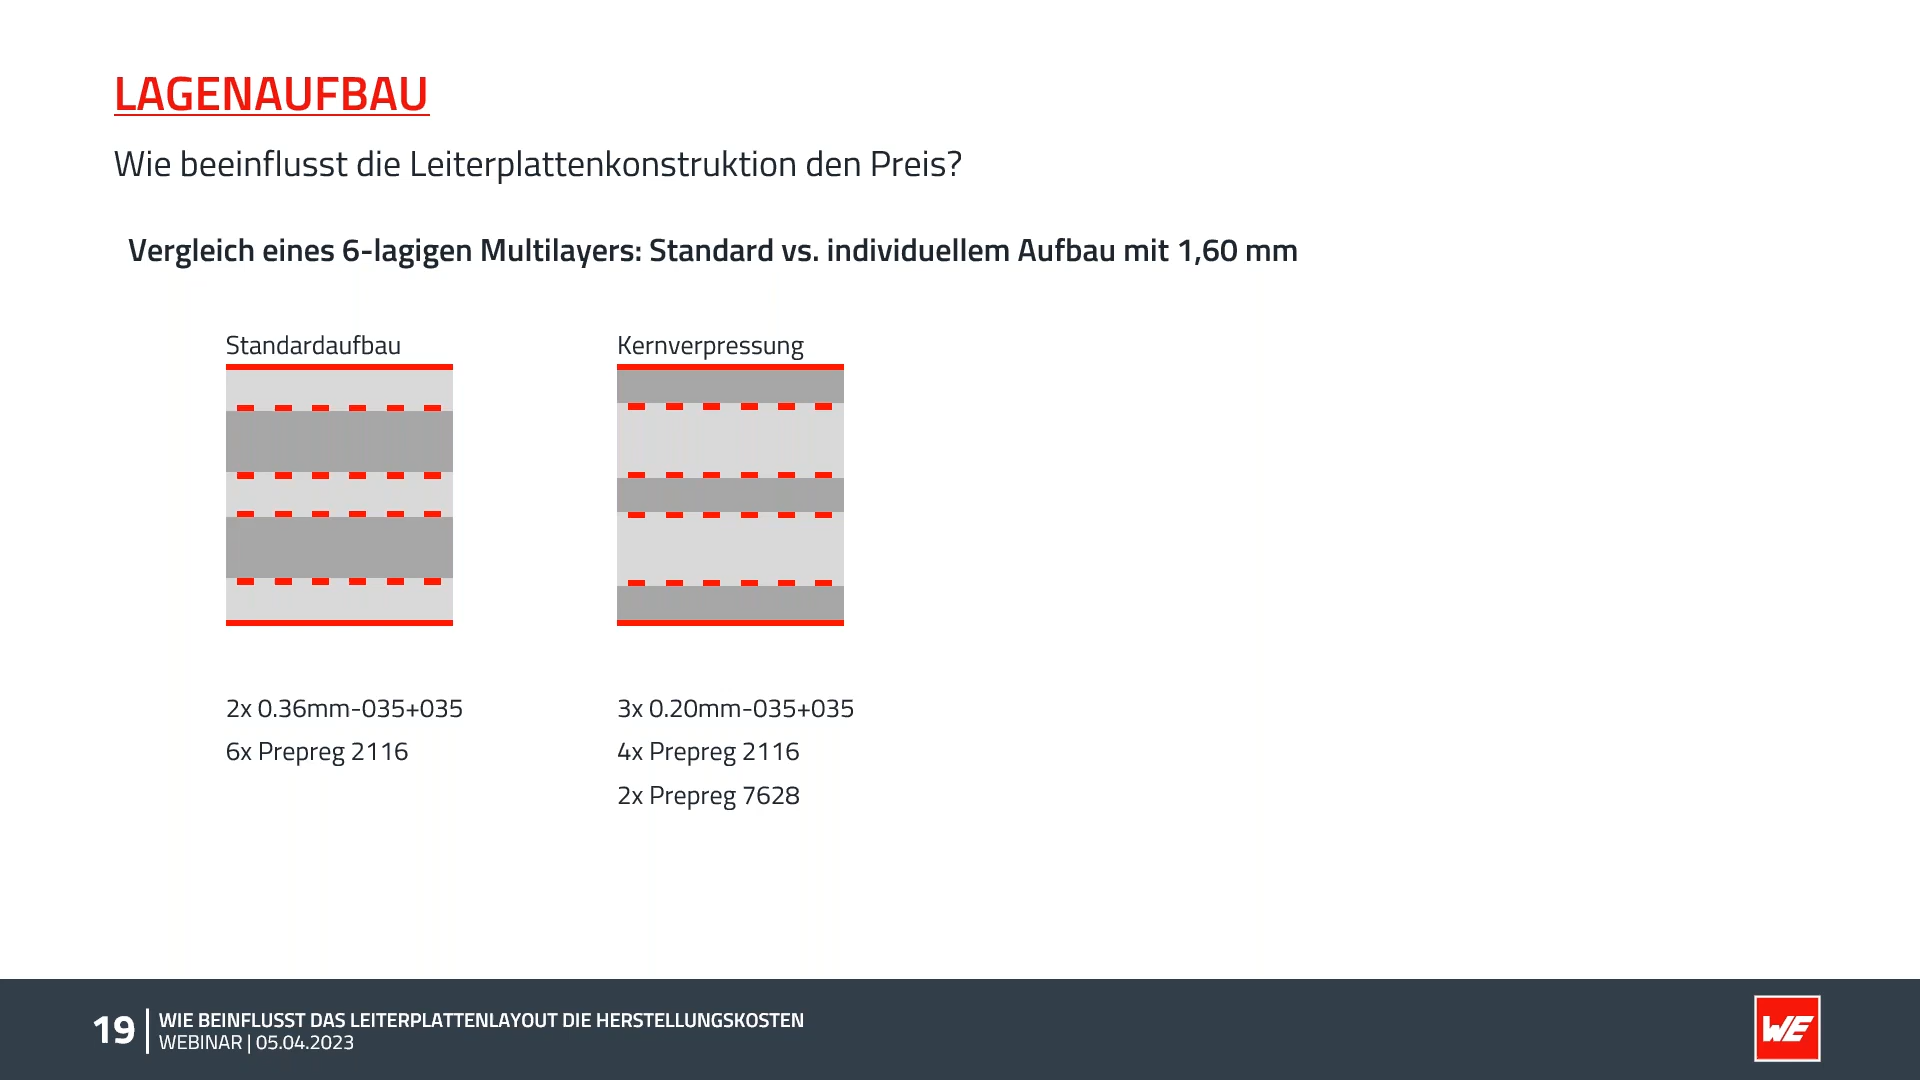 LAGENAUFBAU
Wie beeinflusst die Leiterplattenkonstruktion den Preis?
Vergleich eines 6-lagigen Multilayers: Standard vs. individuellem Aufbau mit 1,60 mm
Standardaufbau
2x 0.36mm-035+035
6x Prepreg 2116
Kernverpressung
3x 0.20mm-035+035
4x Prepreg 2116
2x Prepreg 7628
19
WIE BEINFLUSST DAS LEITERPLATTENLAYOUT DIE HERSTELLUNGSKOSTEN
WEBINAR | 05.04.2023
WE